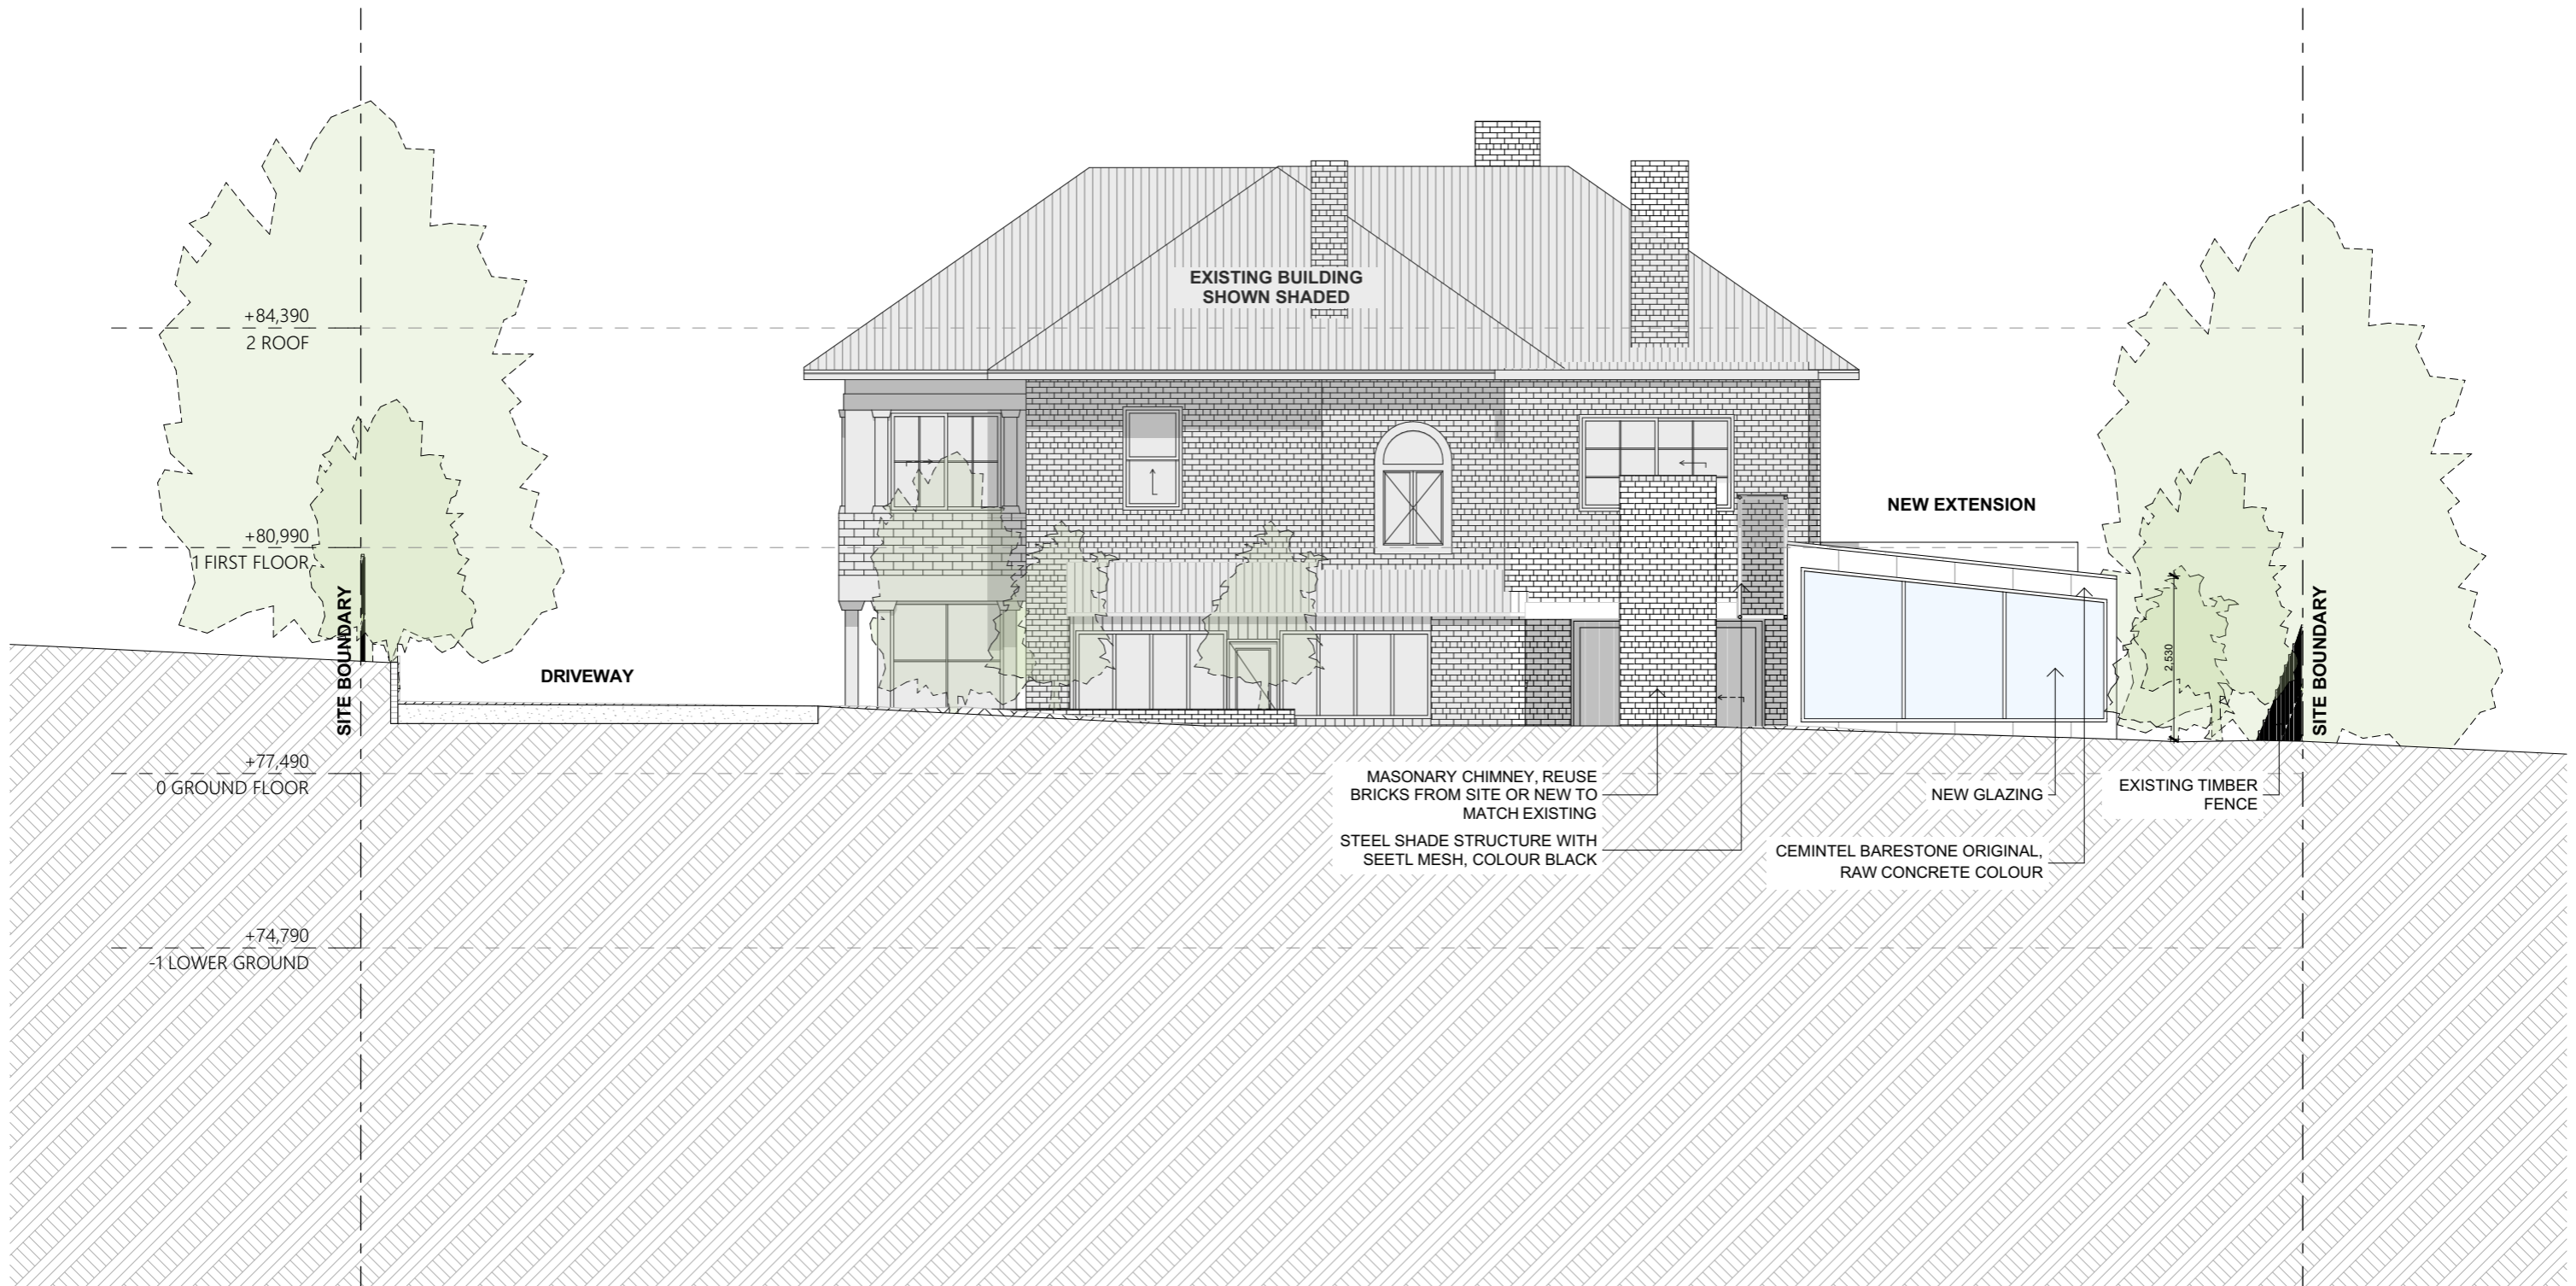 EXISTING BUILDING
SHOWN SHADED
+84,390
2 ROOF
NEW EXTENSION
+80,990
1 FIRST FLOOR
SITE BOUNDARY
DRIVEWAY
2,530
SITE BOUNDARY
+77,490
0 GROUND FLOOR
MASONARY CHIMNEY, REUSE
BRICKS FROM SITE OR NEW TO
MATCH EXISTING
STEEL SHADE STRUCTURE WITH
SEETL MESH, COLOUR BLACK
NEW GLAZING
CEMINTEL BARESTONE ORIGINAL,
RAW CONCRETE COLOUR
EXISTING TIMBER
FENCE
+74,790
-1 LOWER GROUND